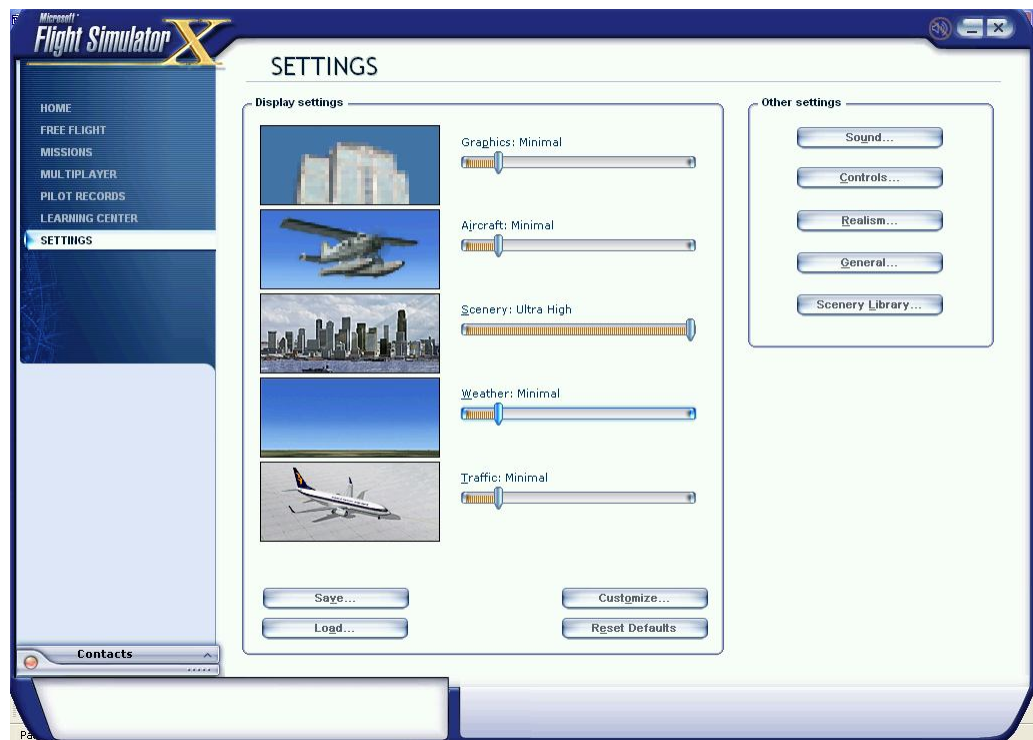 Microsoft
Flight Simulator X
SETTINGS
HOME
FREE FLIGHT
MISSIONS
MULTIPLAYER
PILOT RECORDS
LEARNING CENTER
SETTINGS
Display settings
Graphics: Minimal
Aircraft: Minimal
Scenery: Ultra High
Weather: Minimal
Traffic: Minimal
Save...
Customize...
Load...
Reset Defaults
Other settings
Sound...
Controls...
Realism...
General...
Scenery Library...
Contacts